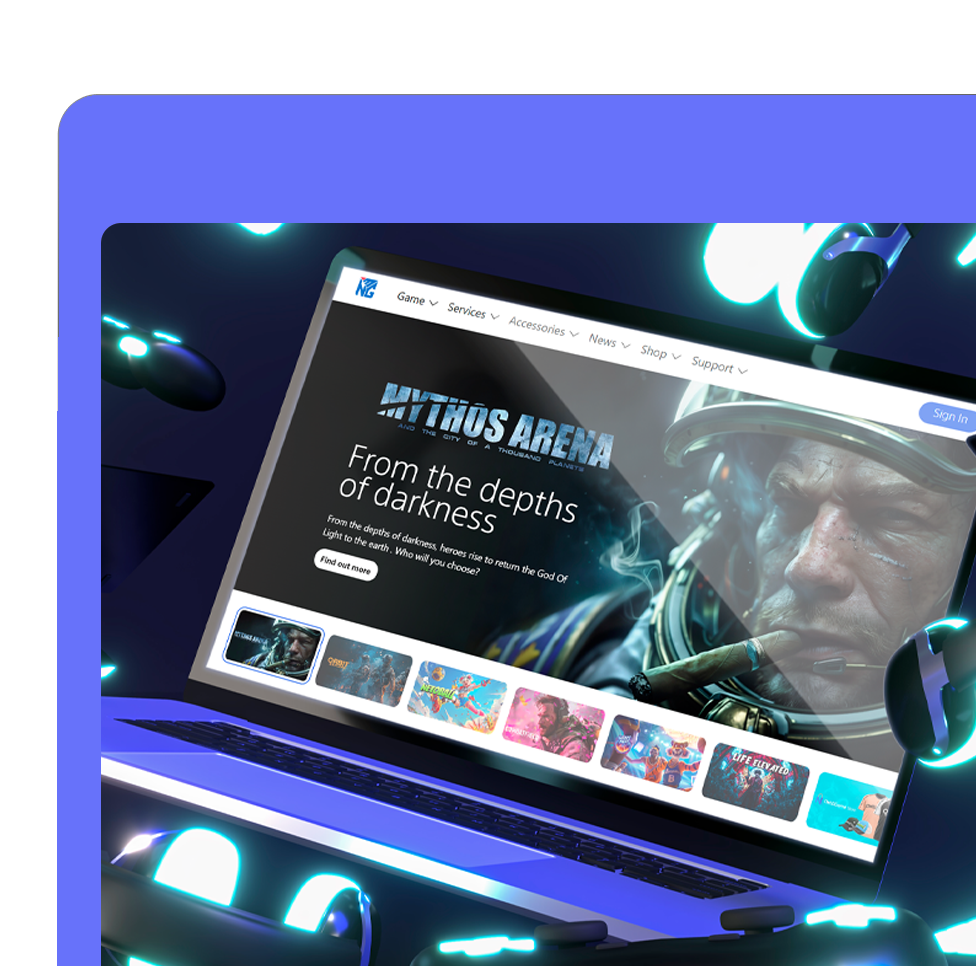 NG
Game
Services
Accessories
News
Shop
Support
Sign In
MYTHOS ARENA
AND THE CITY OF A THOUSAND PLANETS
From the depths
of darkness
From the depths of darkness, heroes rise to return the God Of
Light to the earth. Who will you choose?
Find out more
MYTHOS ARENA
LIFE ELEVATED